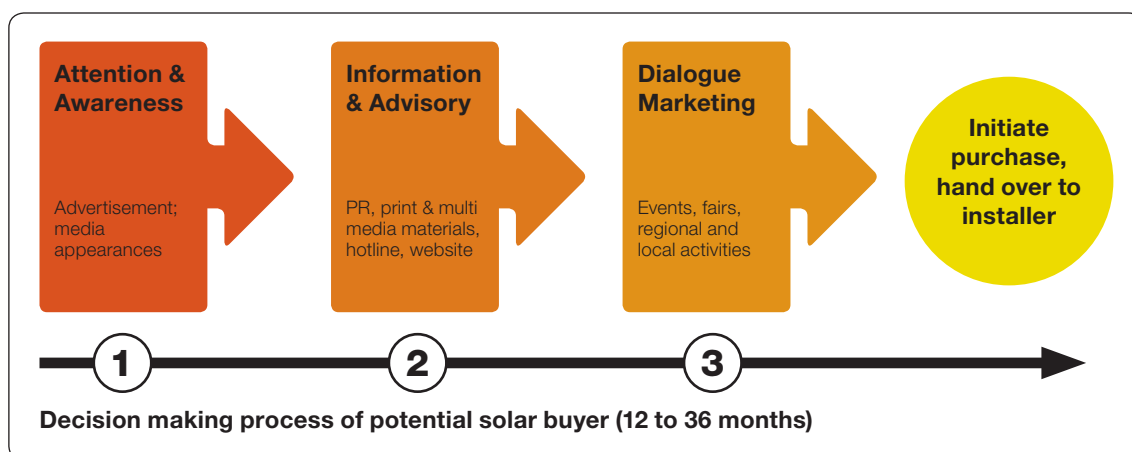 Attention &
Awareness
Advertisement;
media
appearances
Information
& Advisory
PR, print & multi
media materials,
hotline, website
Dialogue
Marketing
Events, fairs,
regional and
local activities
Initiate
purchase,
hand over to
installer
1
2
3
Decision making process of potential solar buyer (12 to 36 months)